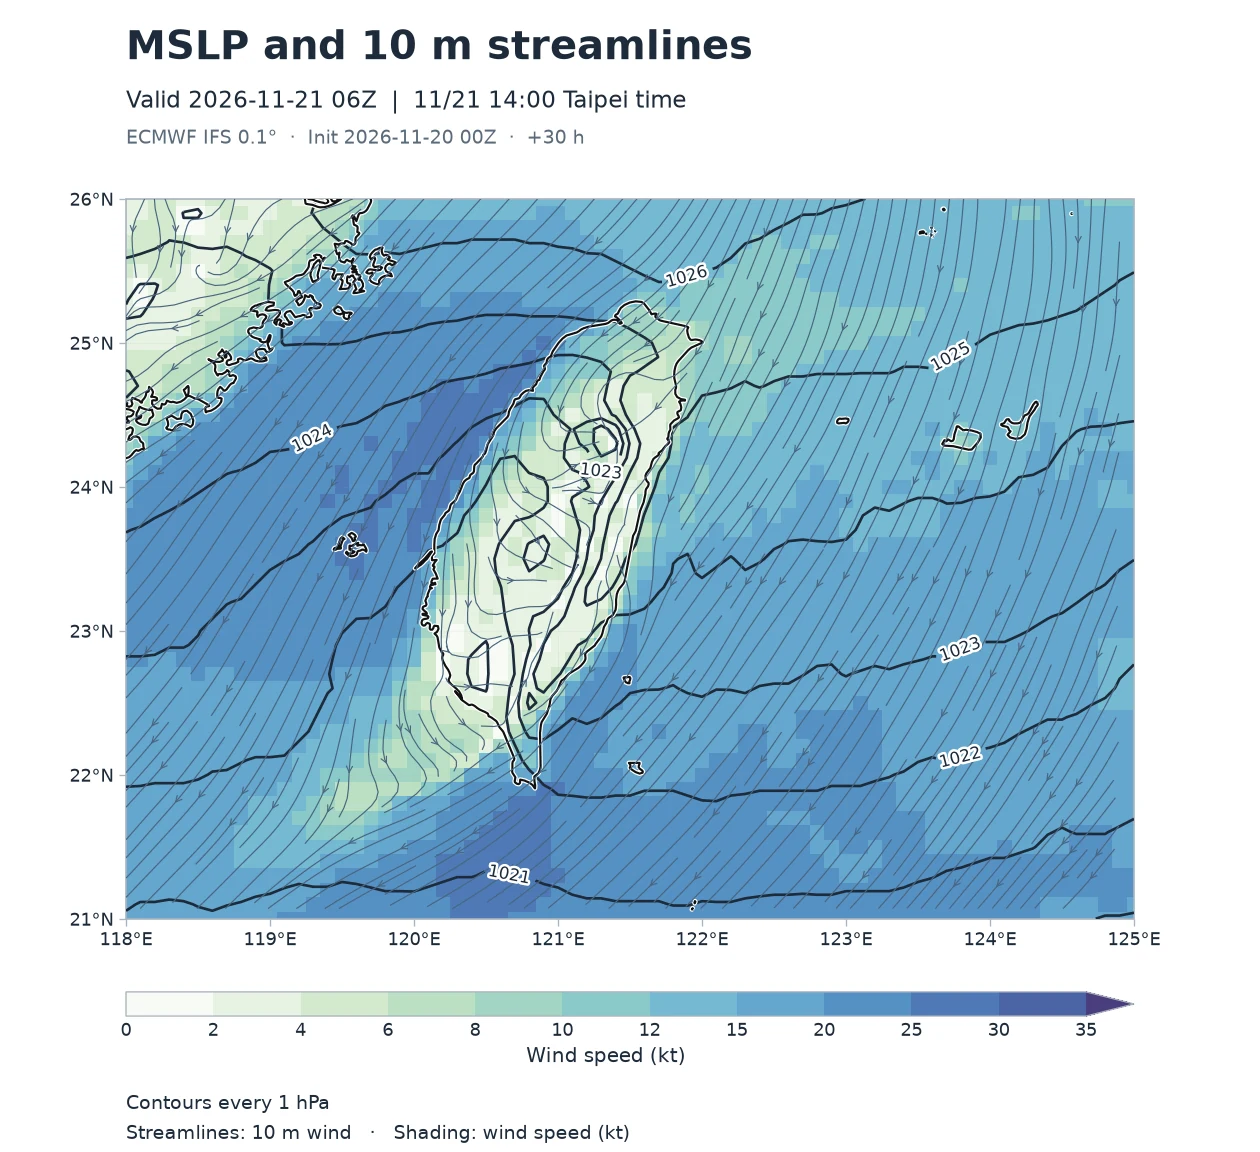 MSLP and 10 m streamlines
Valid 2026-11-21 06Z | 11/21 14:00 Taipei time
ECMWF IFS 0.1° · Init 2026-11-20 00Z · +30 h
26°N
1026
25°N
1025
1024
1023
24°N
23°N
1023
22°N
1022
1021
21°N
118°E 119°E 120°E 121°E 122°E 123°E 124°E 125°E
0 2 4 6 8 10 12 15 20 25 30 35
Wind speed (kt)
Contours every 1 hPa
Streamlines: 10 m wind · Shading: wind speed (kt)